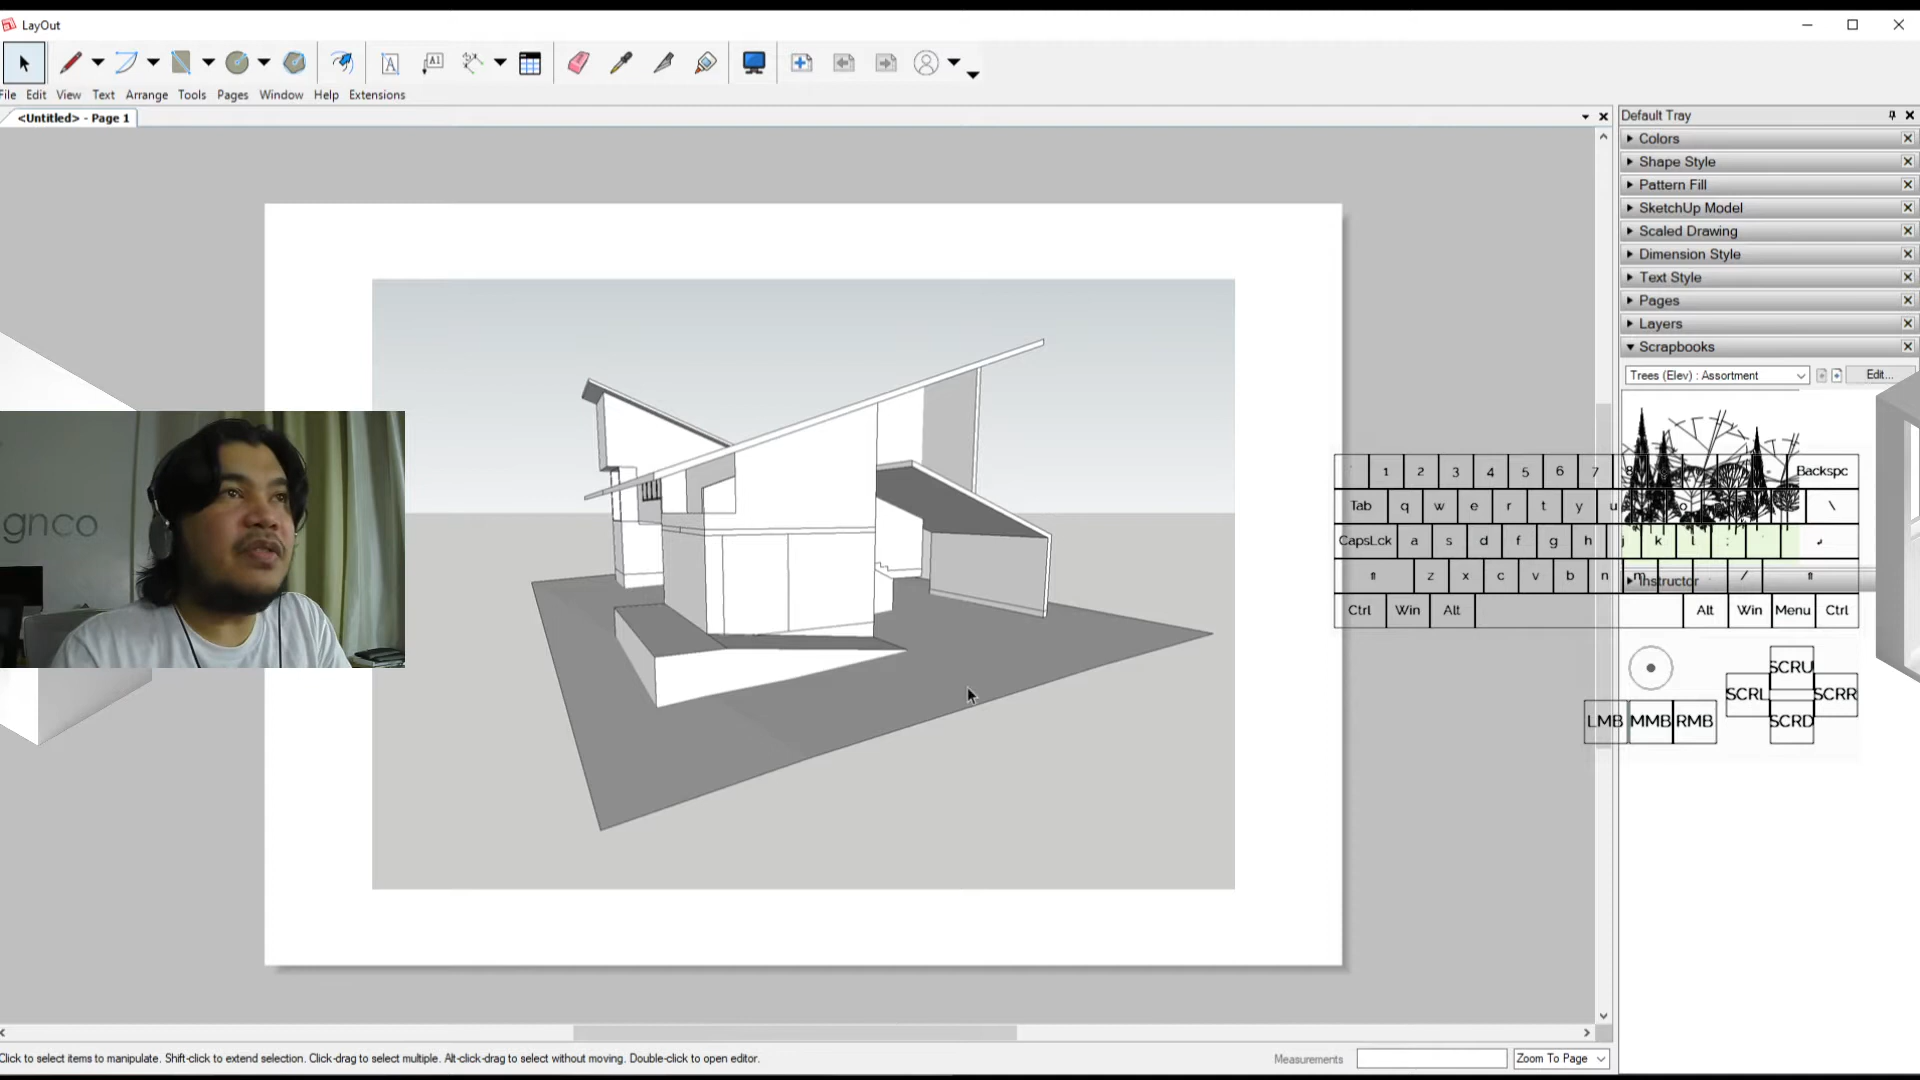 LayOut
File Edit View Text Arrange Tools Pages Window Help Extensions
<Untitled> - Page 1
Default Tray
Colors
Shape Style
Pattern Fill
SketchUp Model
Scaled Drawing
Dimension Style
Text Style
Pages
Layers
Scrapbooks
Trees (Elev) : Assortment
Edit...
gnco
1 2 3 4 5 6 7 8 Backspc
Tab q w e r t y u o \
CapsLck a s d f g h j k l ;
z x c v b n m /
Instructor
Ctrl Win Alt Alt Win Menu Ctrl
SCRU
SCRL SCRR
LMB MMB RMB SCRD
Click to select items to manipulate. Shift-click to extend selection. Click-drag to select multiple. Alt-click-drag to select without moving. Double-click to open editor.
Measurements
Zoom To Page